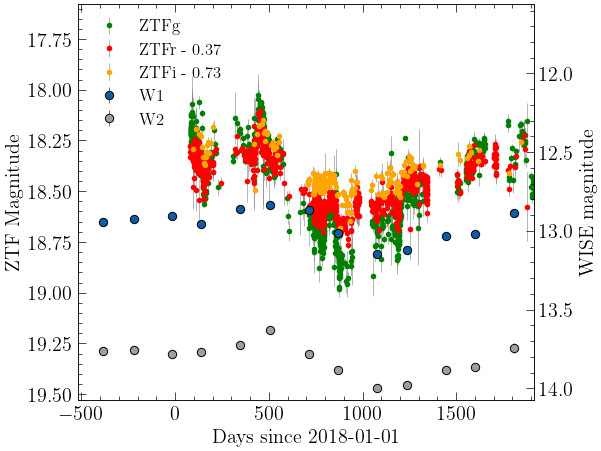 ZTFg
ZTFr - 0.37
ZTFi - 0.73
W1
W2
ZTF Magnitude
17.75
18.00
18.25
18.50
18.75
19.00
19.25
19.50
WISE magnitude
12.0
12.5
13.0
13.5
14.0
−500
0
500
1000
1500
Days since 2018-01-01